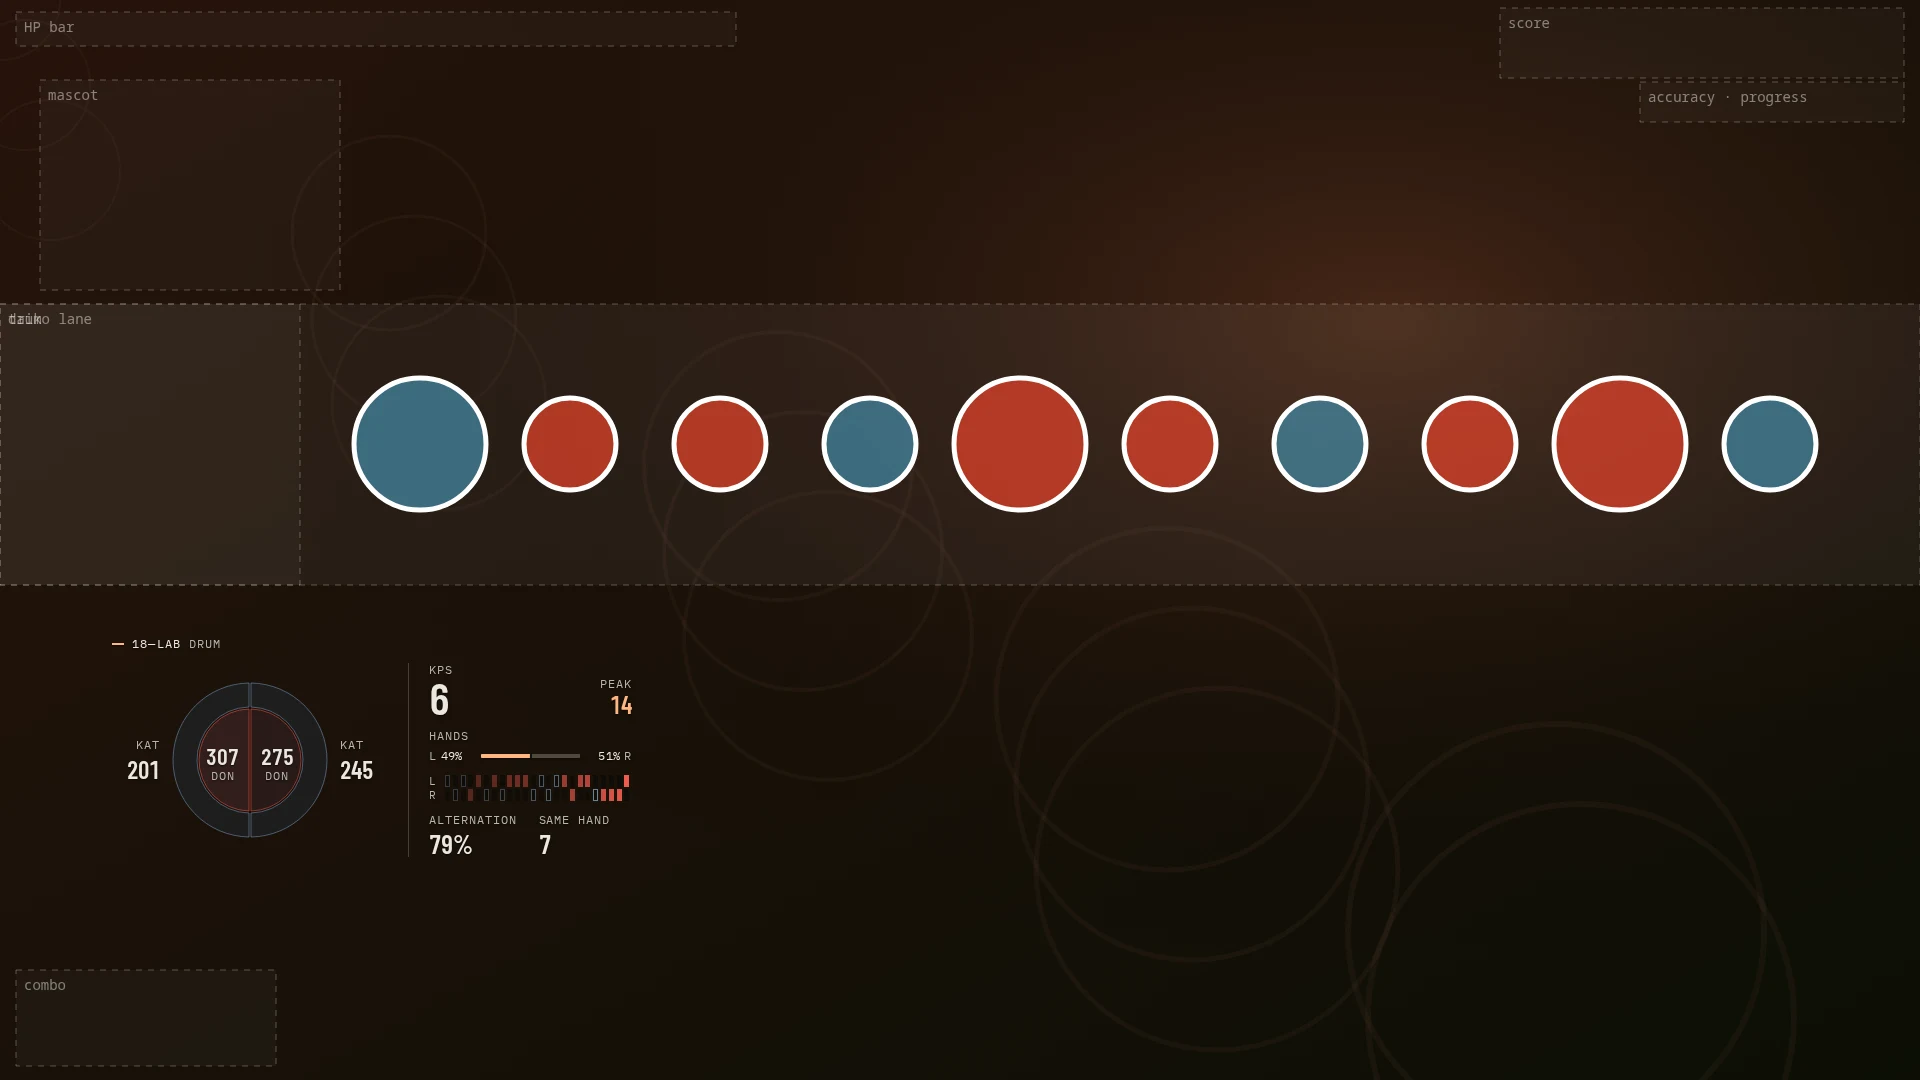 HP bar
score
mascot
accuracy · progress
drum
taiko lane
18—LAB DRUM
KPS
6
PEAK
14
HANDS
L 49%
51% R
KAT
201
307
DON
275
DON
KAT
245
L
R
ALTERNATION
SAME HAND
79%
7
combo